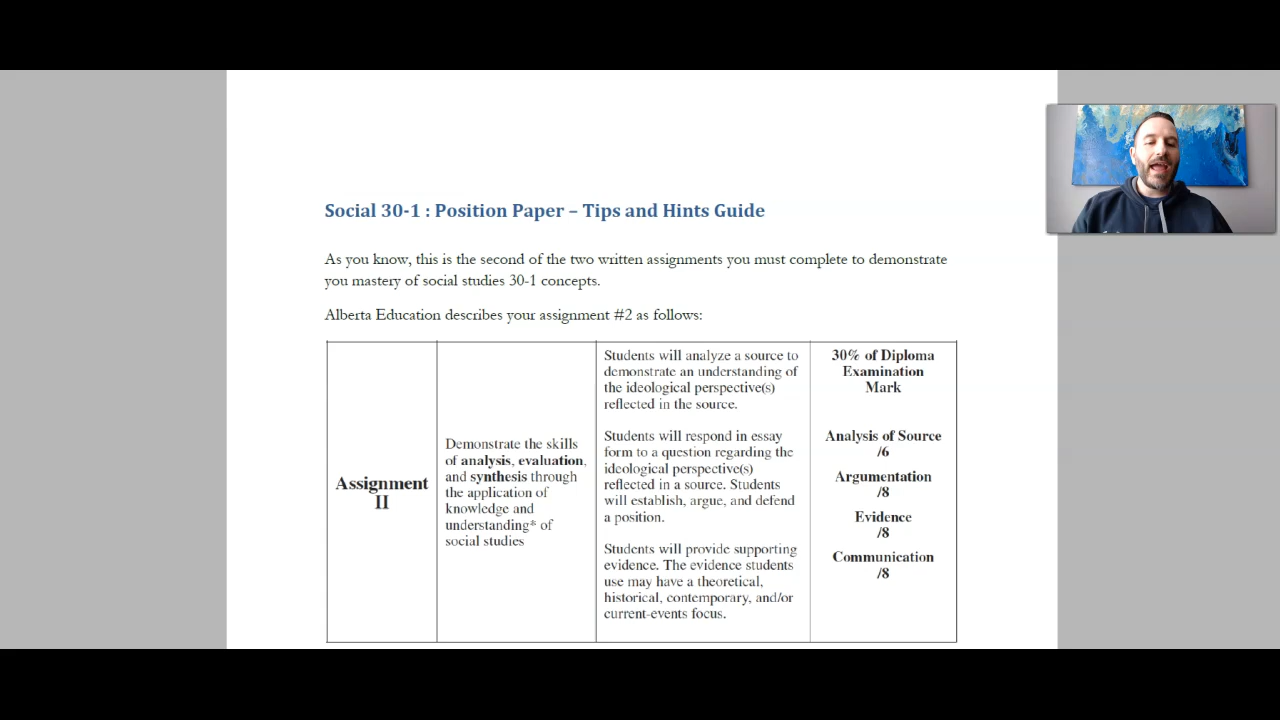 Social 30-1 : Position Paper – Tips and Hints Guide
As you know, this is the second of the two written assignments you must complete to demonstrate
you mastery of social studies 30-1 concepts.
Alberta Education describes your assignment #2 as follows:
Assignment
II
Demonstrate the skills
of analysis, evaluation,
and synthesis through
the application of
knowledge and
understanding* of
social studies
Students will analyze a source to
demonstrate an understanding of
the ideological perspective(s)
reflected in the source.
Students will respond in essay
form to a question regarding the
ideological perspective(s)
reflected in a source. Students
will establish, argue, and defend
a position.
Students will provide supporting
evidence. The evidence students
use may have a theoretical,
historical, contemporary, and/or
current-events focus.
30% of Diploma
Examination
Mark
Analysis of Source
/6
Argumentation
/8
Evidence
/8
Communication
/8